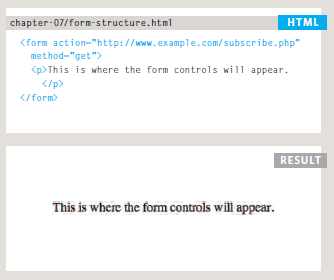 chapter-07/form-structure.html HTML
<form action="http://www.example.com/subscribe.php"
method="get">
<p>This is where the form controls will appear.
</p>
</form>
RESULT
This is where the form controls will appear.